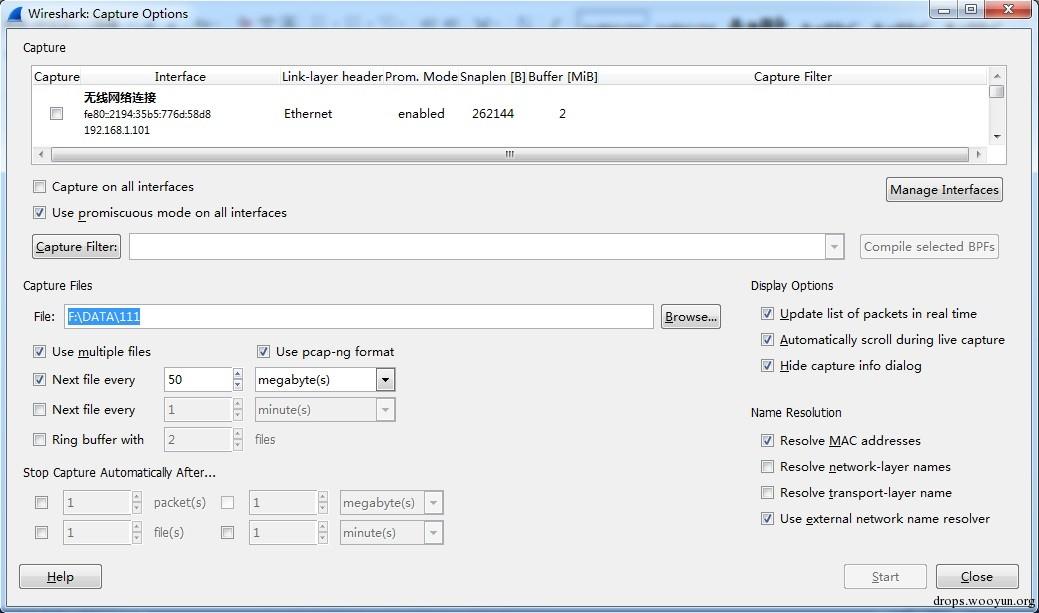 Wireshark: Capture Options
Capture
Capture Interface Link-layer header Prom. Mode Snaplen [B] Buffer [MiB] Capture Filter
无线网络连接
fe80::2194:35b5:776d:58d8
192.168.1.101
Ethernet enabled 262144 2
Capture on all interfaces
Manage Interfaces
Use promiscuous mode on all interfaces
Capture Filter:
Compile selected BPFs
Capture Files
File: F:\DATA\111 Browse...
Use multiple files Use pcap-ng format
Next file every 50 megabyte(s)
Next file every 1 minute(s)
Ring buffer with 2 files
Stop Capture Automatically After...
1 packet(s) 1 megabyte(s)
1 file(s) 1 minute(s)
Display Options
Update list of packets in real time
Automatically scroll during live capture
Hide capture info dialog
Name Resolution
Resolve MAC addresses
Resolve network-layer names
Resolve transport-layer name
Use external network name resolver
Help Start Close
drops.wooyun.org